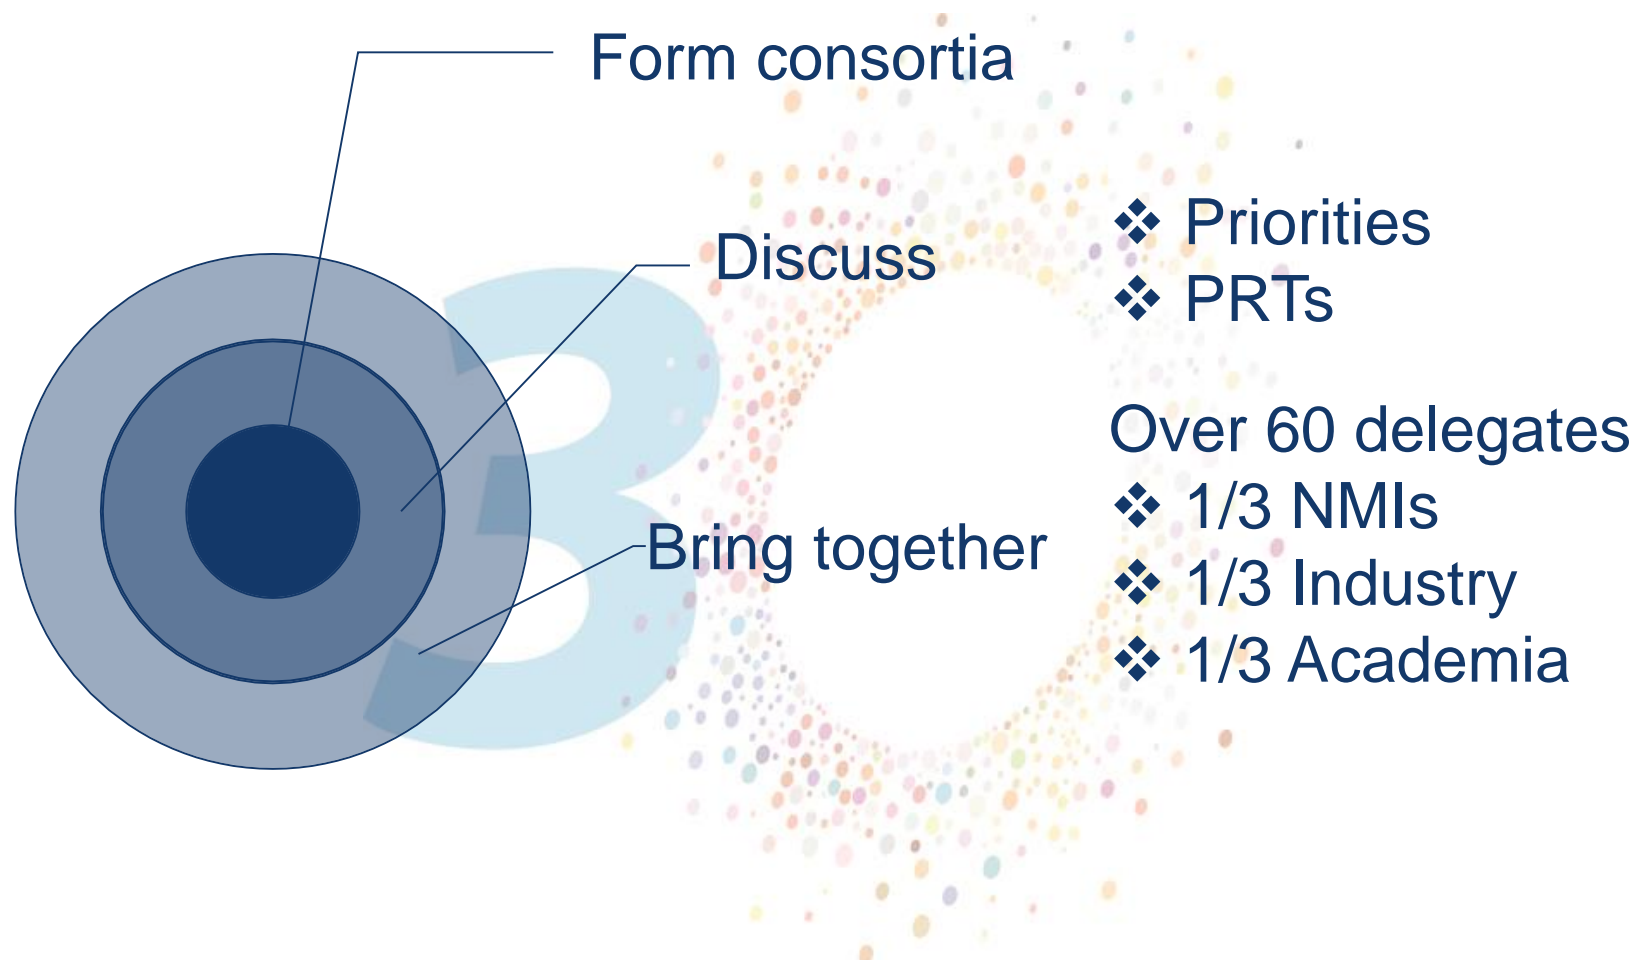 Form consortia
Discuss
❖ Priorities
❖ PRTs
Bring together
Over 60 delegates
❖ 1/3 NMIs
❖ 1/3 Industry
❖ 1/3 Academia
30